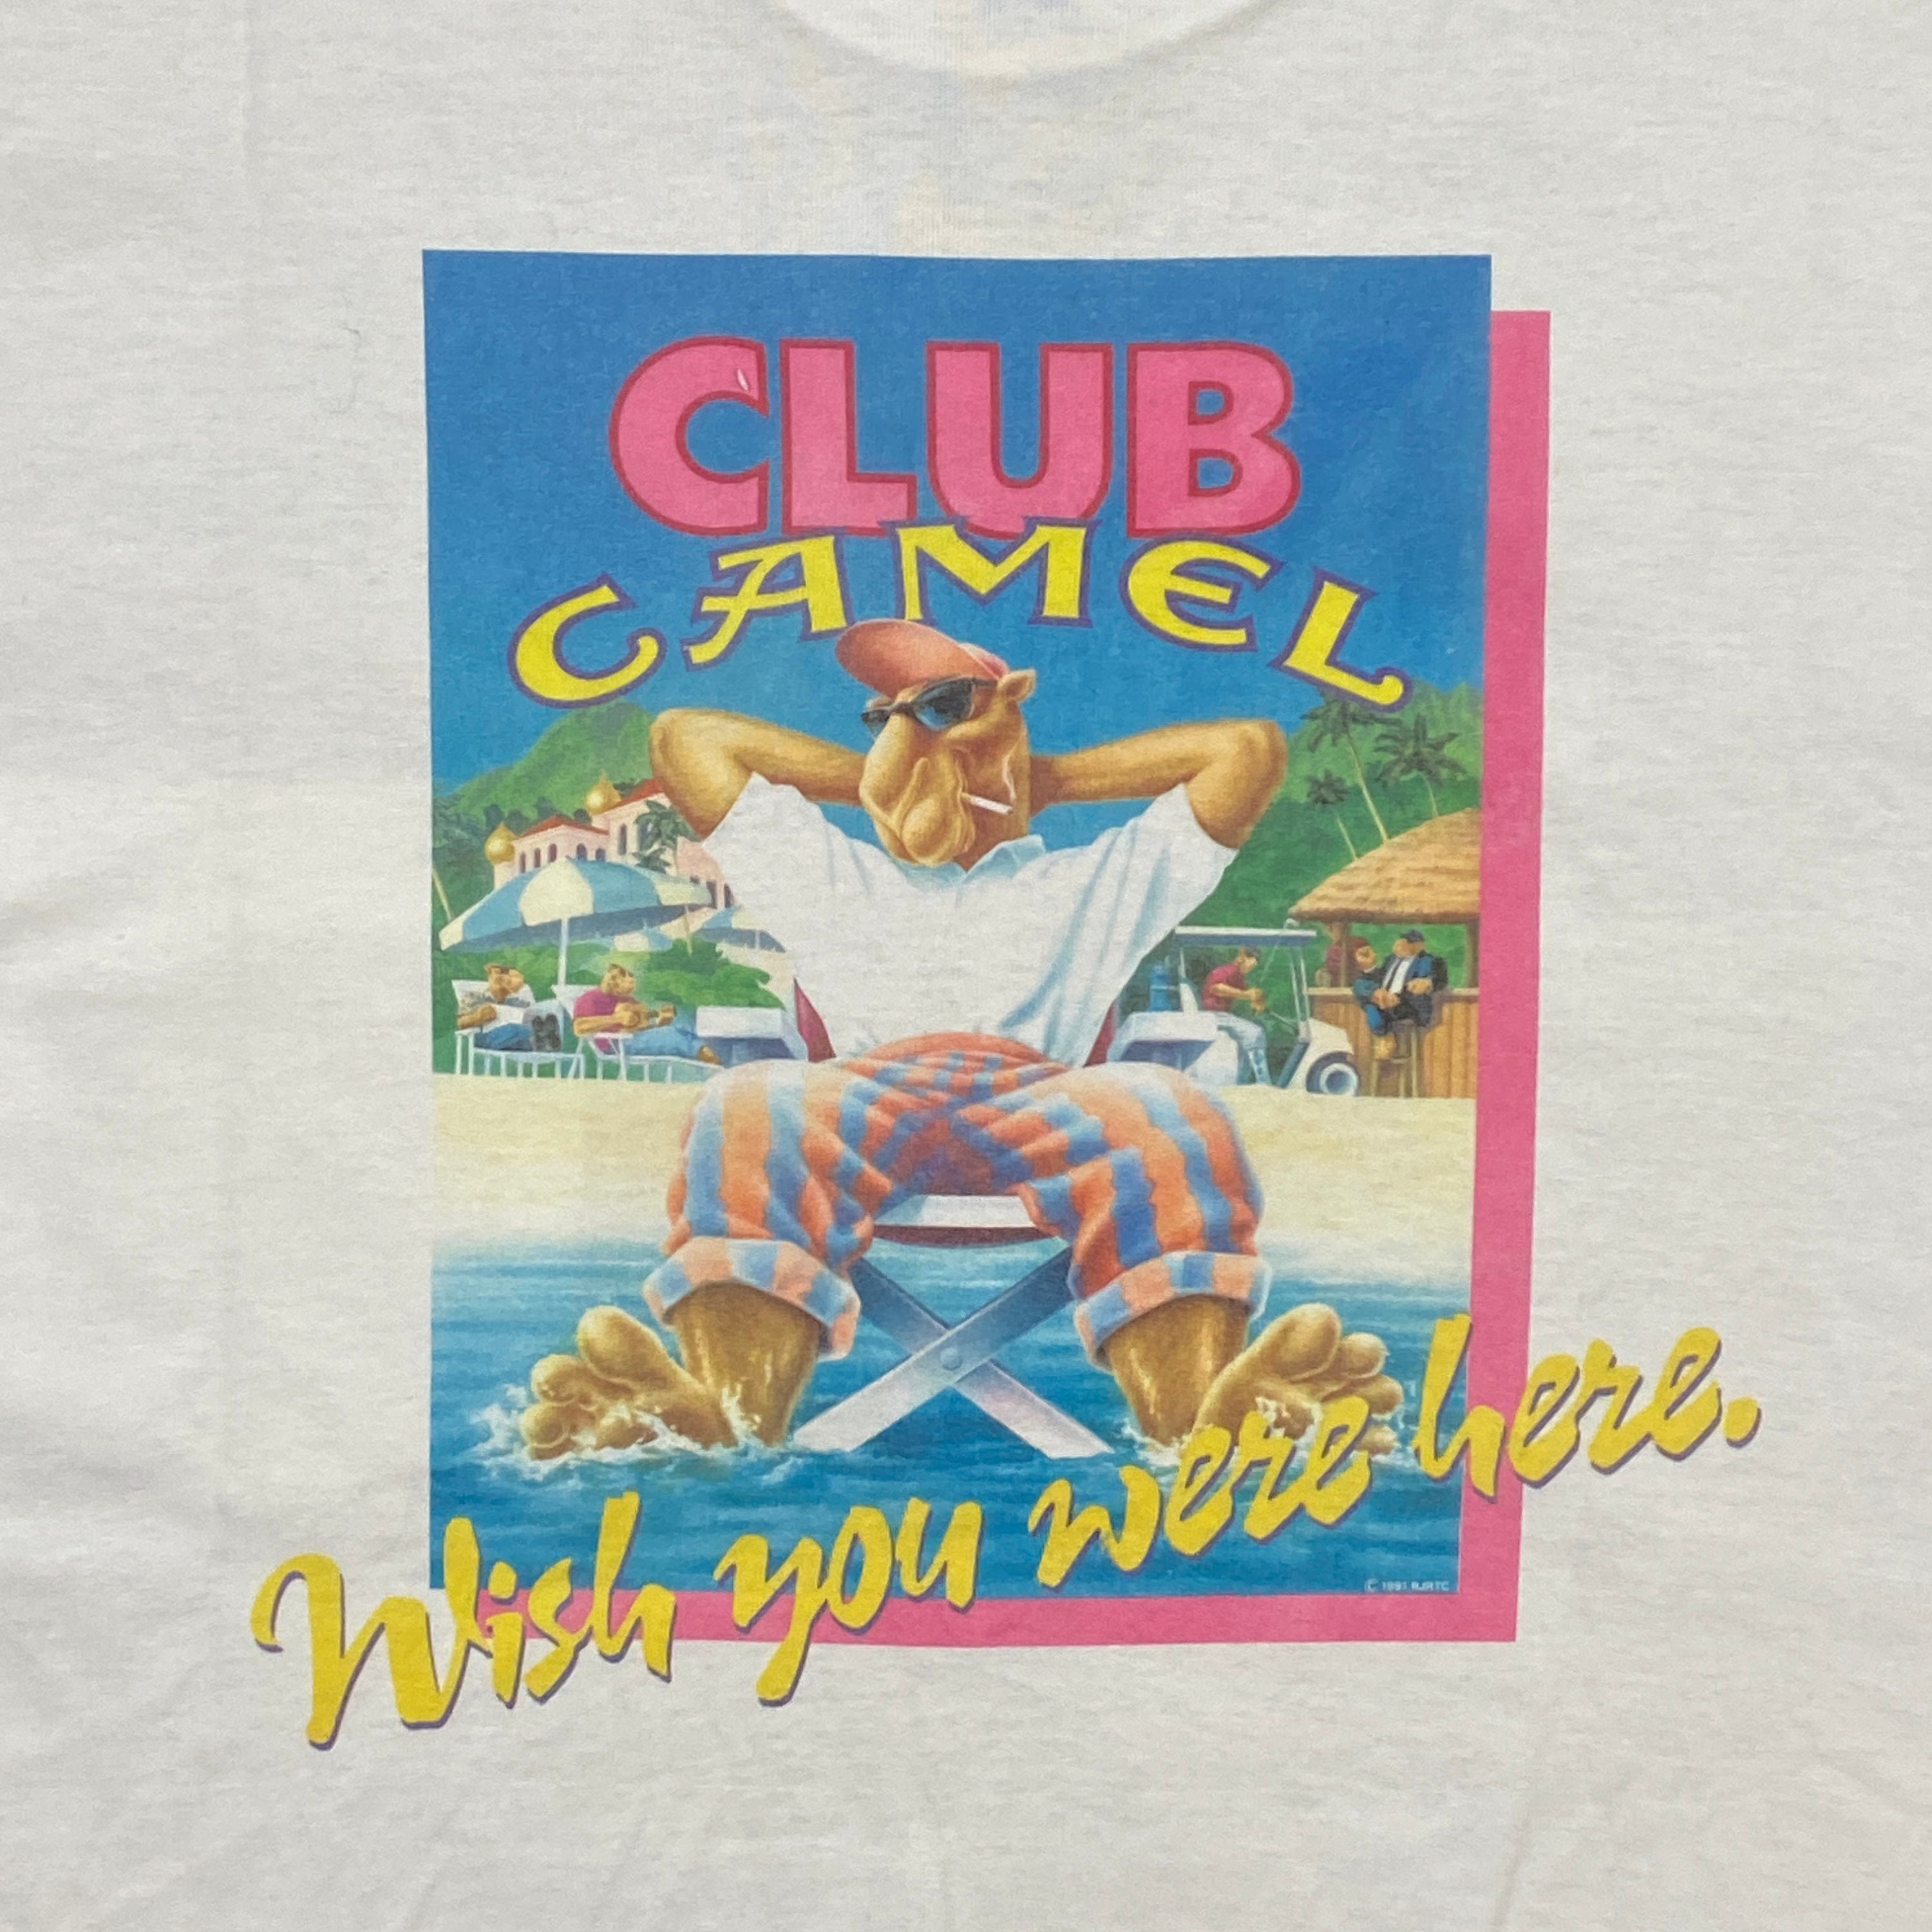 CLUB
CAMEL
Wish you were here.
© 1991 RJRTC